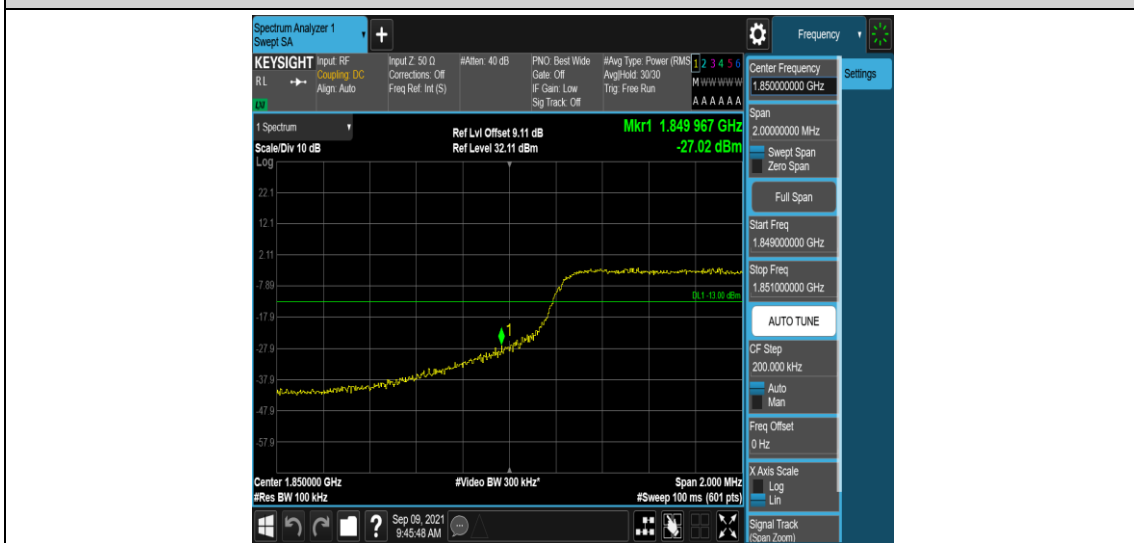 Spectrum Analyzer 1
Swept SA
+
Frequency
KEYSIGHT
RL
Input: RF
Coupling: DC
Align: Auto
Input Z: 50 Ω
Corrections: Off
Freq Ref: Int (S)
#Atten: 40 dB
PNO: Best Wide
Gate: Off
IF Gain: Low
Sig Track: Off
#Avg Type: Power (RMS
Avg|Hold: 30/30
Trig: Free Run
1 2 3 4 5 6
M W W W W W
A A A A A A
1 Spectrum
Scale/Div 10 dB
Log
Ref Lvl Offset 9.11 dB
Ref Level 32.11 dBm
Mkr1 1.849 967 GHz
-27.02 dBm
22.1
12.1
2.11
-7.89
-17.9
-27.9
-37.9
-47.9
-57.9
DL1 -13.00 dBm
1
Center 1.850000 GHz
#Res BW 100 kHz
#Video BW 300 kHz*
Span 2.000 MHz
#Sweep 100 ms (601 pts)
?
Sep 09, 2021
9:45:48 AM
Center Frequency
1.850000000 GHz
Settings
Span
2.00000000 MHz
Swept Span
Zero Span
Full Span
Start Freq
1.849000000 GHz
Stop Freq
1.851000000 GHz
AUTO TUNE
CF Step
200.000 kHz
Auto
Man
Freq Offset
0 Hz
X Axis Scale
Log
Lin
Signal Track
(Span Zoom)